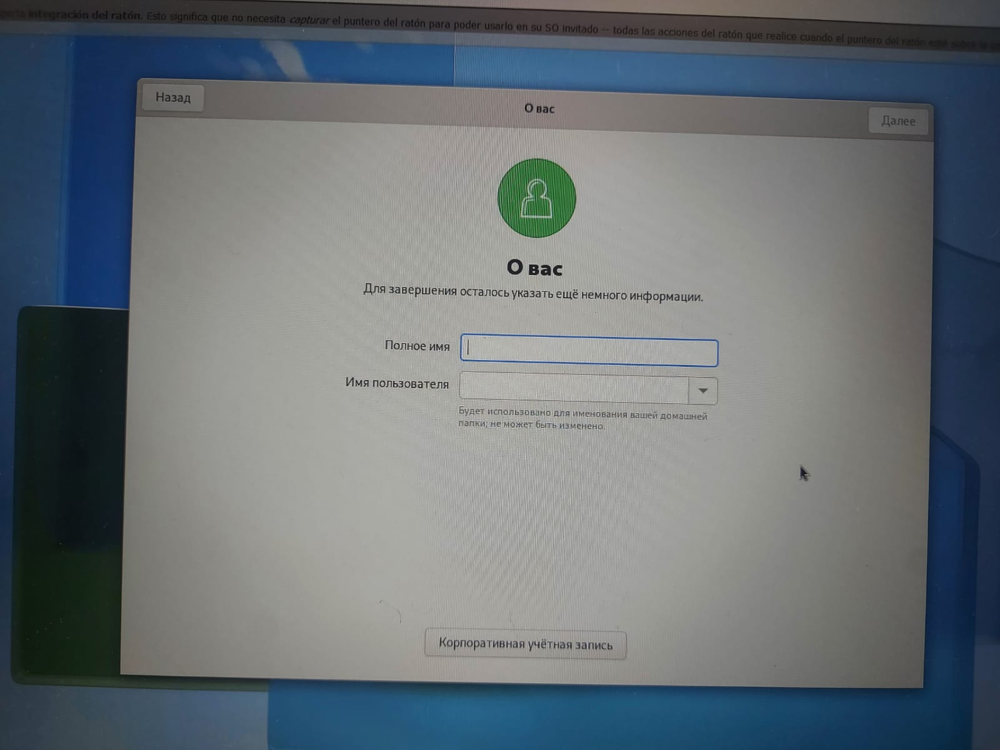 integración del ratón. Esto significa que no necesita capturar el puntero del ratón para poder usarlo en su SO invitado -- todas las acciones del ratón que realice cuando el puntero del ratón esté sobre la
Назад
О вас
Далее
О вас
Для завершения осталось указать ещё немного информации.
Полное имя
Имя пользователя
Будет использовано для именования вашей домашней
папки; не может быть изменено.
Корпоративная учётная запись